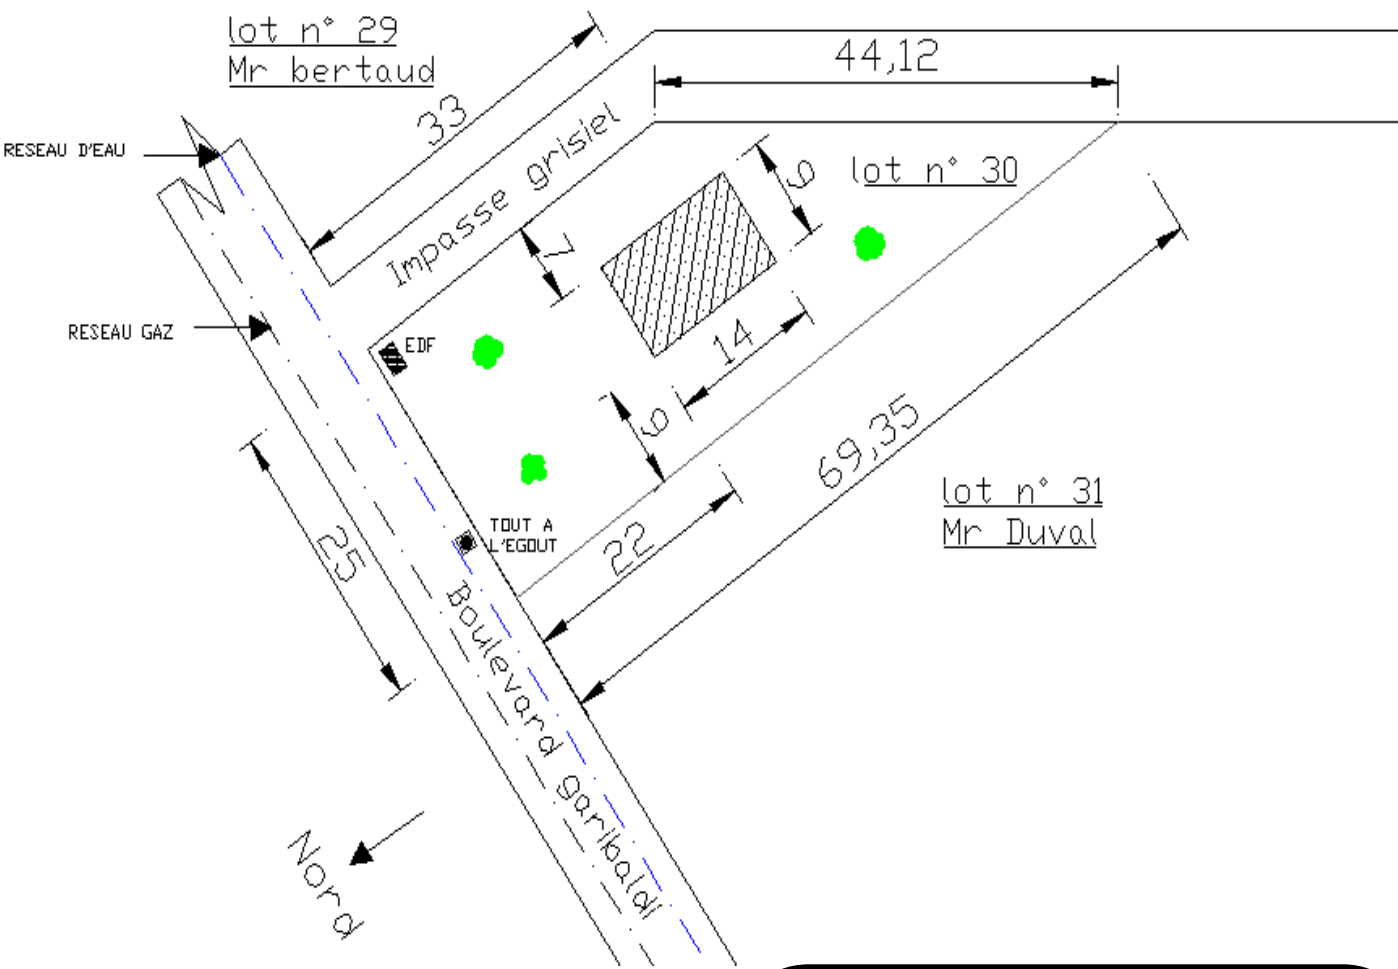 lot n° 29
Mr bertaud
33
44,12
RESEAU D'EAU
Impasse grisiel
9
lot n° 30
7
RESEAU GAZ
EDF
14
9
69,35
lot n° 31
Mr Duval
TOUT A
L'EGOUT
22
25
Boulevard garibaldi
Nord